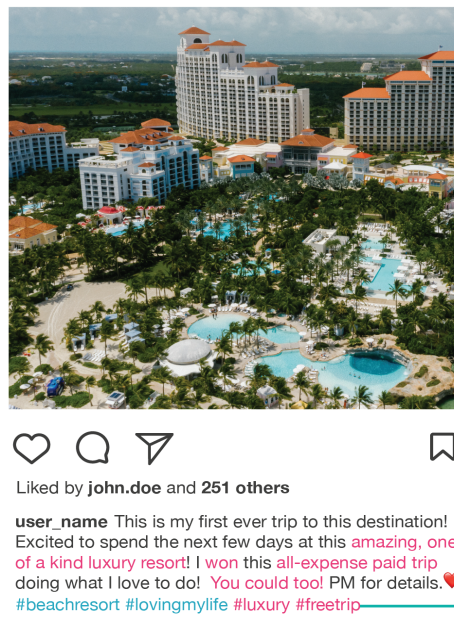 Liked by john.doe and 251 others
user_name This is my first ever trip to this destination!
Excited to spend the next few days at this amazing, one
of a kind luxury resort! I won this all-expense paid trip
doing what I love to do! You could too! PM for details.❤️
#beachresort #lovingmylife #luxury #freetrip